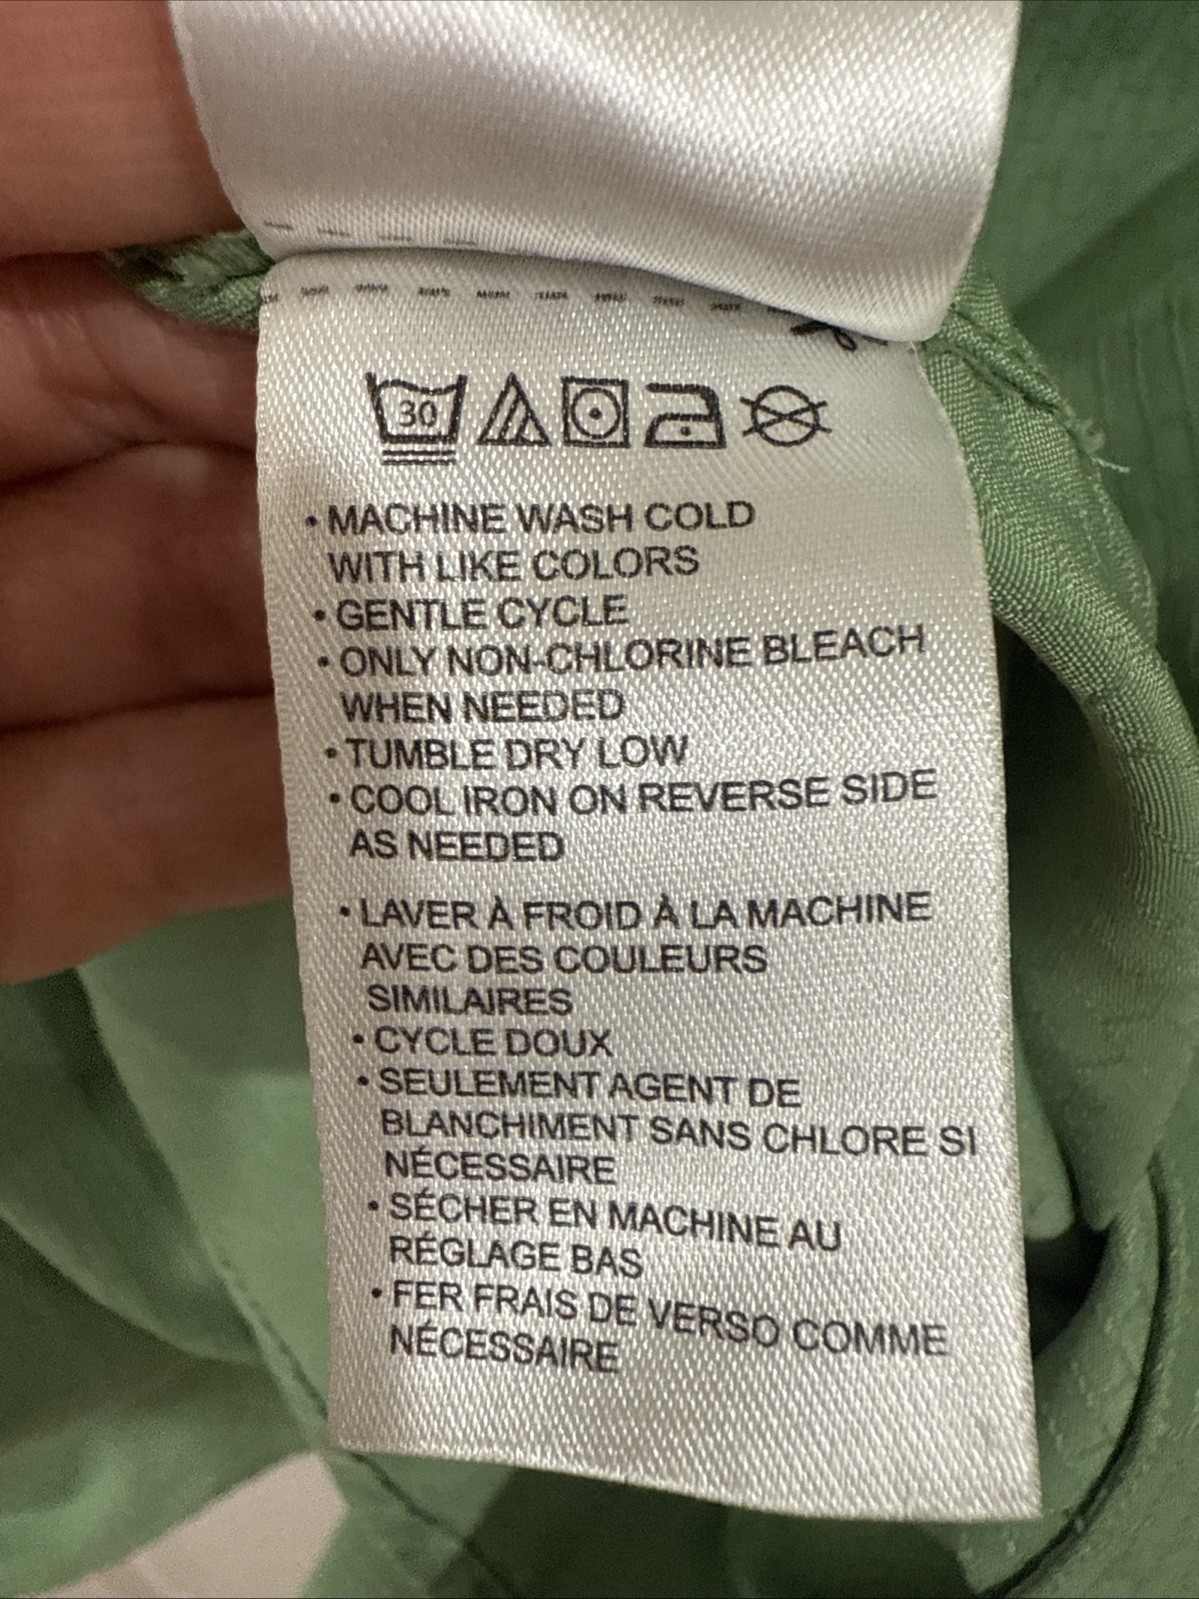 30
• MACHINE WASH COLD
WITH LIKE COLORS
• GENTLE CYCLE
• ONLY NON-CHLORINE BLEACH
WHEN NEEDED
• TUMBLE DRY LOW
• COOL IRON ON REVERSE SIDE
AS NEEDED
• LAVER À FROID À LA MACHINE
AVEC DES COULEURS
SIMILAIRES
• CYCLE DOUX
• SEULEMENT AGENT DE
BLANCHIMENT SANS CHLORE SI
NÉCESSAIRE
• SÉCHER EN MACHINE AU
RÉGLAGE BAS
• FER FRAIS DE VERSO COMME
NÉCESSAIRE